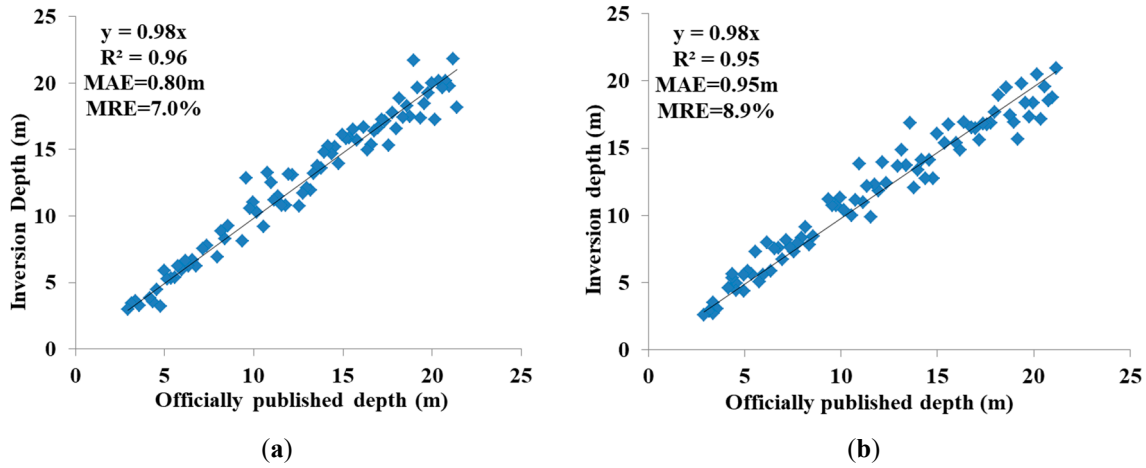 y = 0.98x
R² = 0.96
MAE=0.80m
MRE=7.0%
Inversion Depth (m)
25
20
15
10
5
0
0 5 10 15 20 25
Officially published depth (m)
(a)
y = 0.98x
R² = 0.95
MAE=0.95m
MRE=8.9%
Inversion depth (m)
25
20
15
10
5
0
0 5 10 15 20 25
Officially published depth (m)
(b)